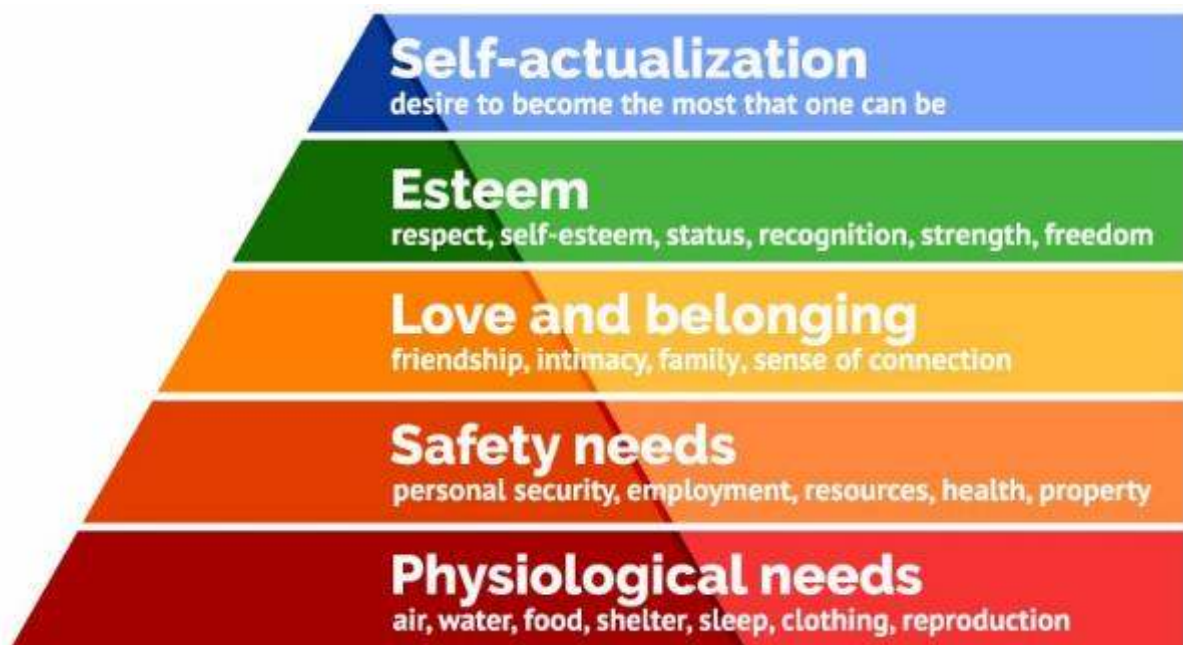 Self-actualization
desire to become the most that one can be
Esteem
respect, self-esteem, status, recognition, strength, freedom
Love and belonging
friendship, intimacy, family, sense of connection
Safety needs
personal security, employment, resources, health, property
Physiological needs
air, water, food, shelter, sleep, clothing, reproduction